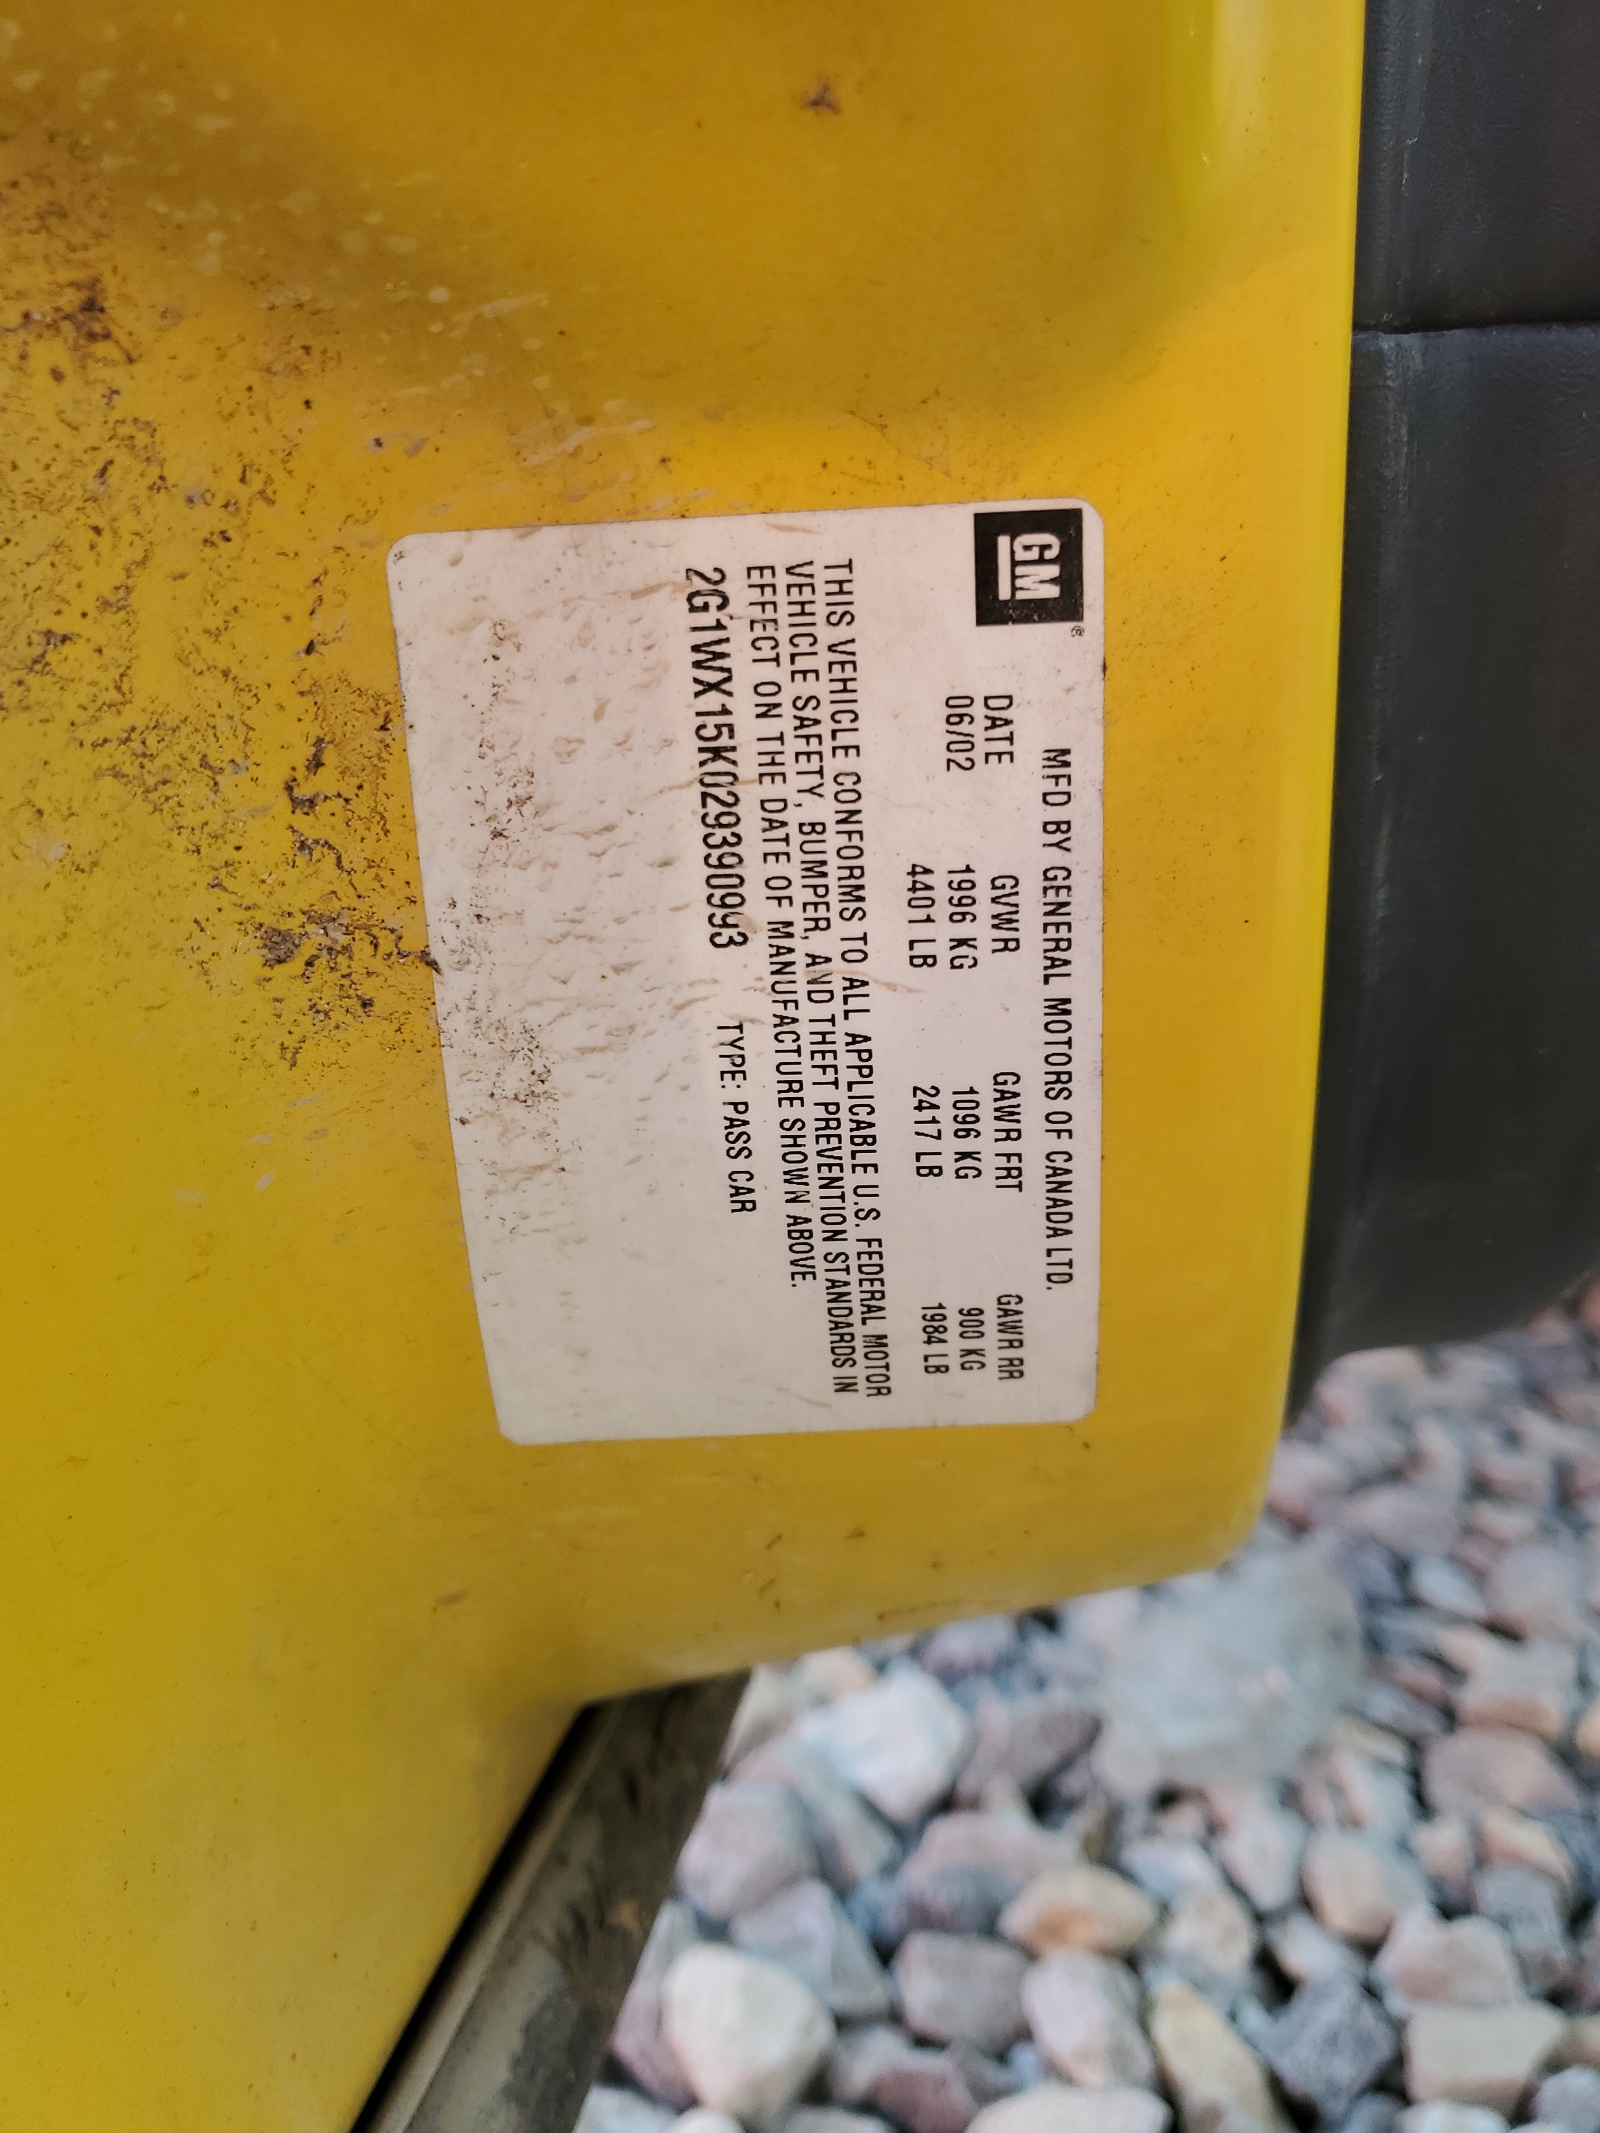 GM®
MFD BY GENERAL MOTORS OF CANADA LTD.
DATE GVWR GAWR FRT GAWR RR
06/02 1996 KG 1096 KG 900 KG
4401 LB 2417 LB 1984 LB
THIS VEHICLE CONFORMS TO ALL APPLICABLE U.S. FEDERAL MOTOR
VEHICLE SAFETY, BUMPER, AND THEFT PREVENTION STANDARDS IN
EFFECT ON THE DATE OF MANUFACTURE SHOWN ABOVE.
2G1WX15K029390993 TYPE: PASS CAR